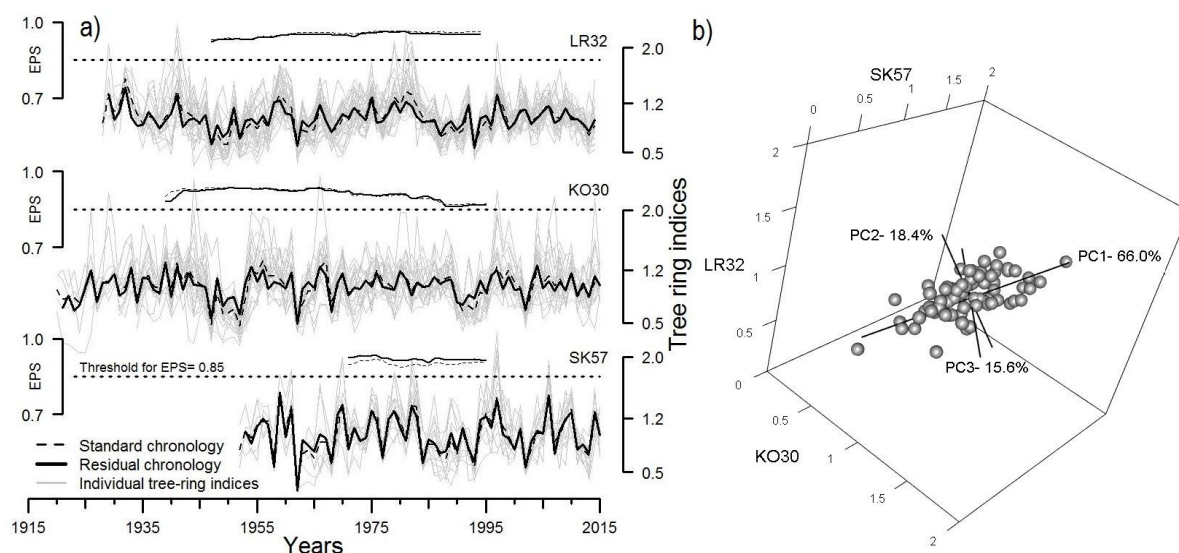 a)
1.0
EPS
0.7
LR32
2.0
1.2
0.5
1.0
EPS
0.7
KO30
2.0
1.2
0.5
Tree ring indices
1.0
EPS
0.7
Threshold for EPS= 0.85
SK57
2.0
1.2
0.5
Standard chronology
Residual chronology
Individual tree-ring indices
1915
1935
1955
1975
1995
2015
Years
b)
SK57
0
0.5
1
1.5
2
2
1.5
LR32
1
0.5
0
PC2- 18.4%
PC1- 66.0%
PC3- 15.6%
0.5
KO30
1
1.5
2